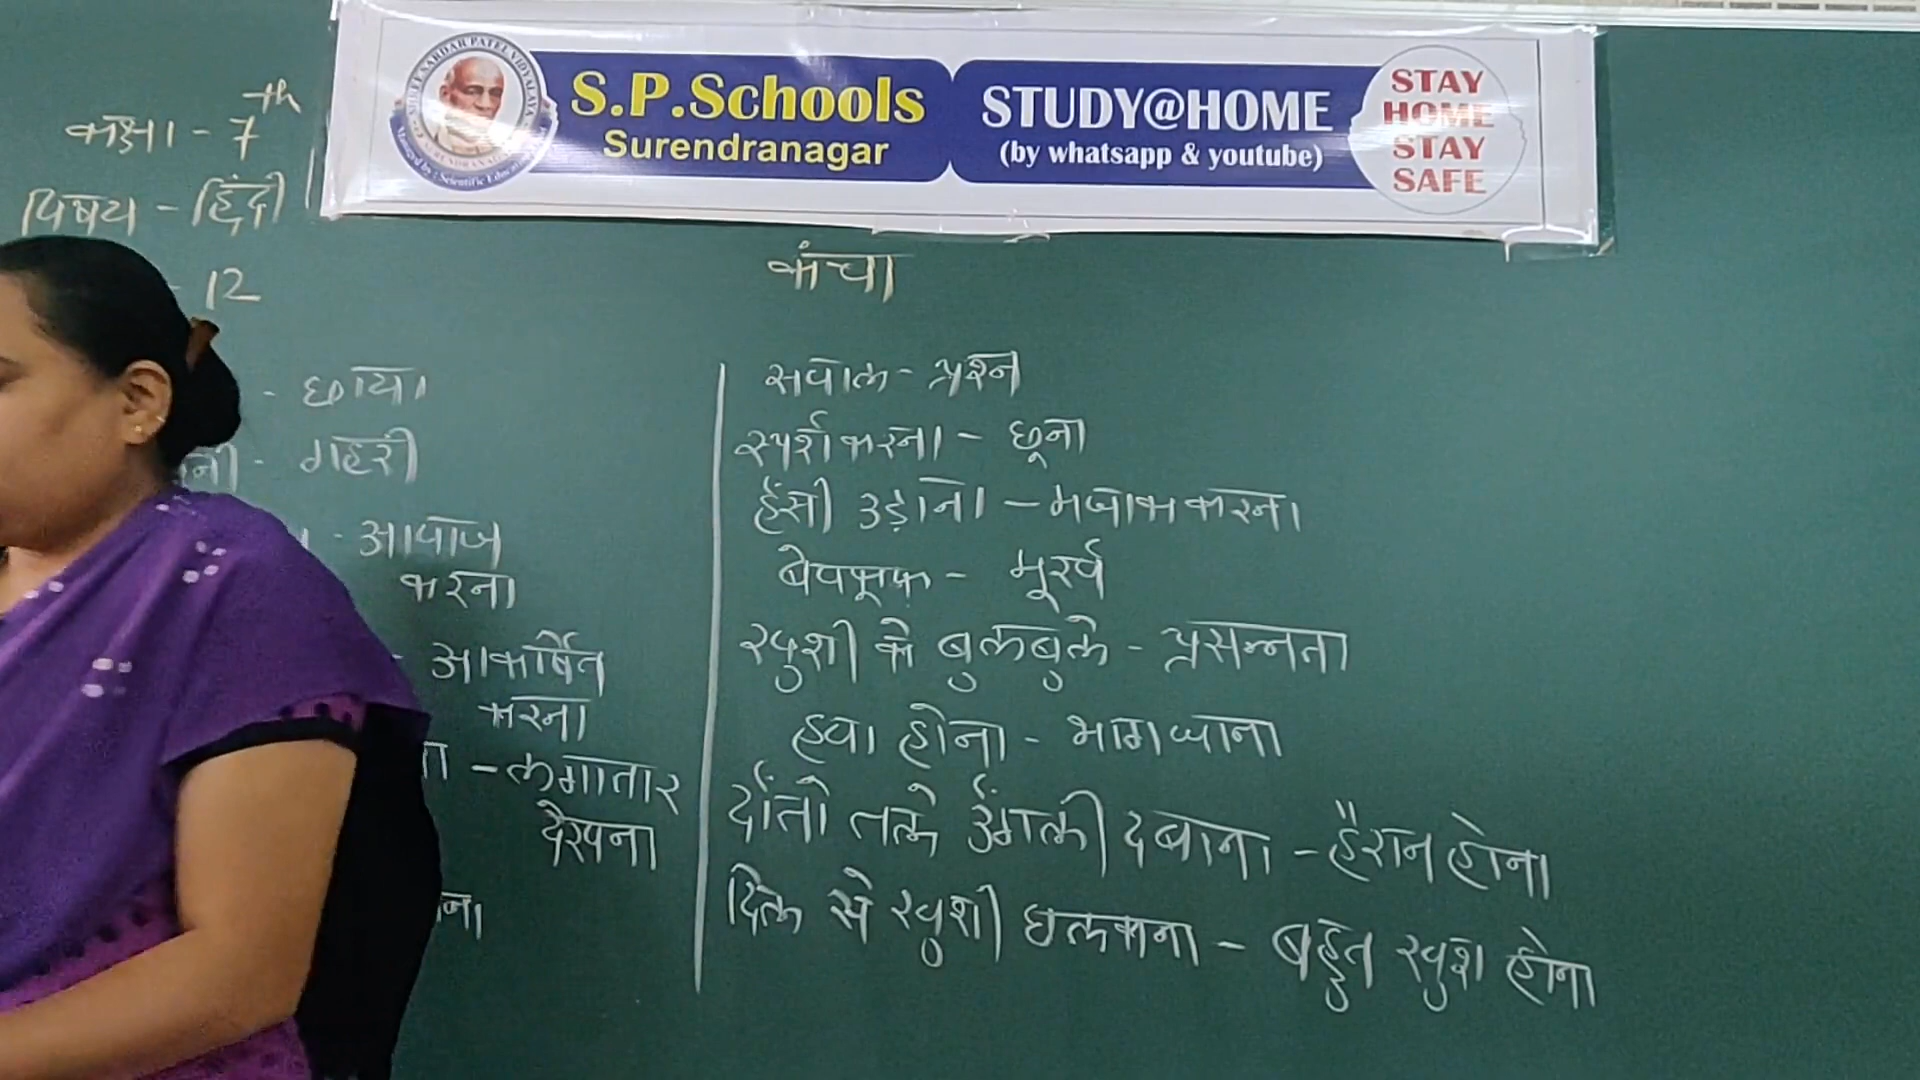 S.P.Schools
Surendranagar
STUDY@HOME
(by whatsapp & youtube)
STAY
HOME
STAY
SAFE
कक्षा - 7th
विषय - हिंदी
- 12
कंचा
- छाया
नी - गहरी
- आवाज
करना
- आकर्षित
करना
ता - लगातार
देखना
ना
सवाल - प्रश्न
स्पर्श करना - छूना
हँसी उड़ाना - मजाक करना
बेवकूफ - मूर्ख
खुशी के बुलबुले - प्रसन्नता
हवा होना - भाग जाना
दाँतो तले उँगली दबाना - हैरान होना
दिल से खुशी छलकना - बहुत खुश होना